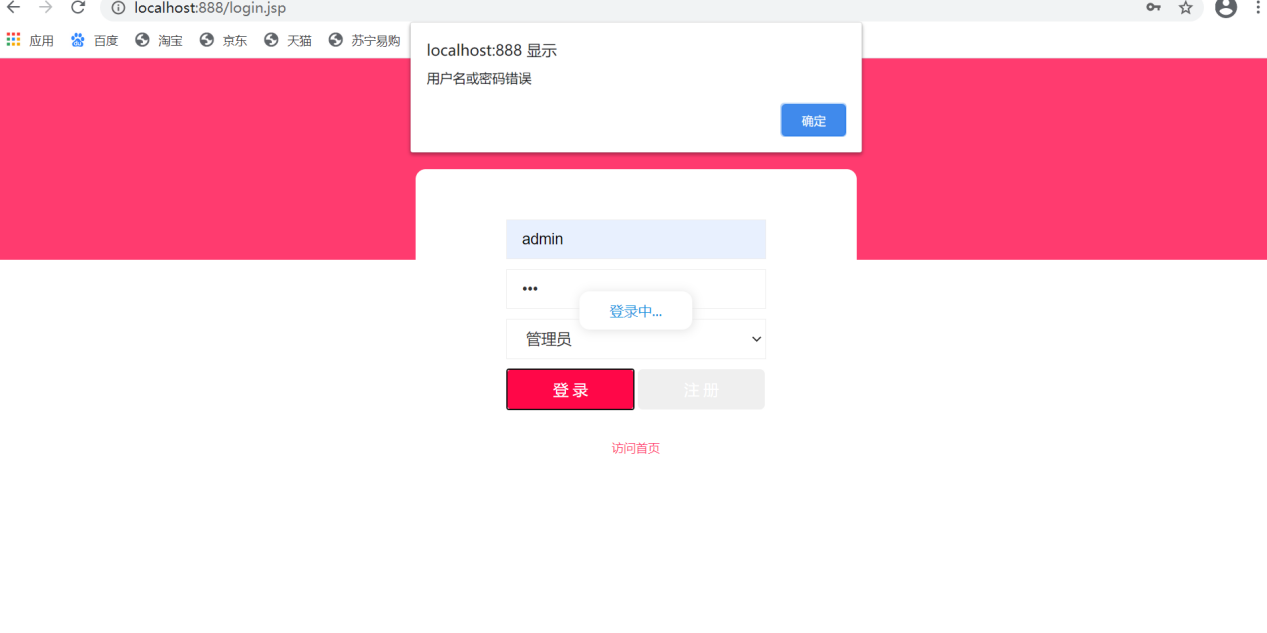 localhost:888/login.jsp
应用 百度 淘宝 京东 天猫 苏宁易购
localhost:888 显示
用户名或密码错误
确定
admin
•••
登录中...
管理员
登 录 注 册
访问首页